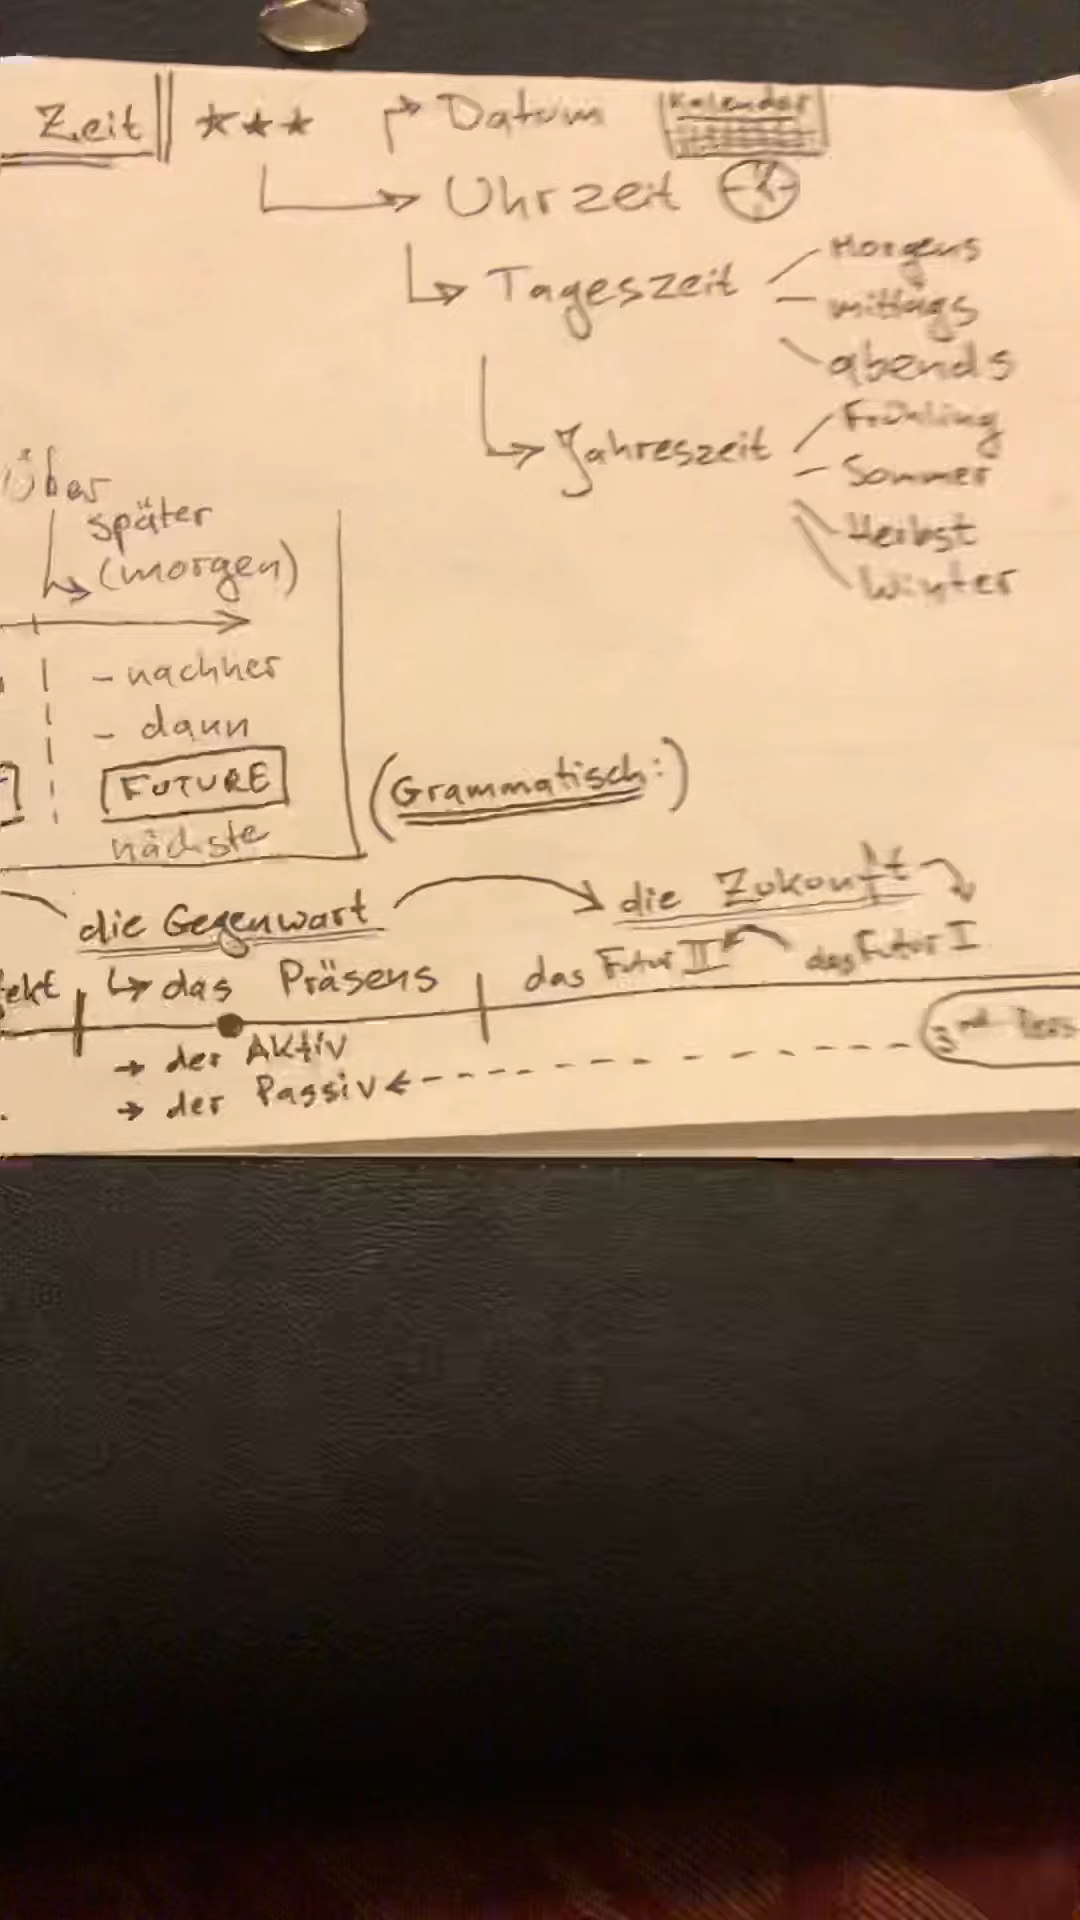 Zeit ★★★ Datum Kalender
Uhrzeit
Tageszeit
Morgens
mittags
abends
Jahreszeit
Frühling
Sommer
Herbst
Winter
über
später
(morgen)
- nachher
- dann
FUTURE
nächste
(Grammatisch:)
die Gegenwart die Zukunft
das Präsens das Futur II das Futur I
der Aktiv
der Passiv